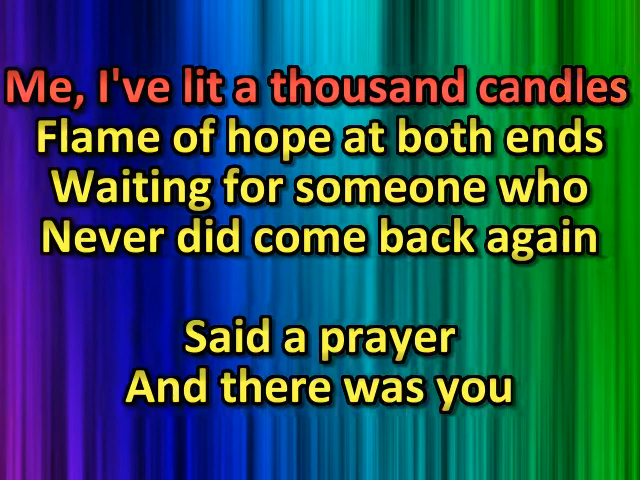 Me, I've lit a thousand candles
Flame of hope at both ends
Waiting for someone who
Never did come back again
Said a prayer
And there was you